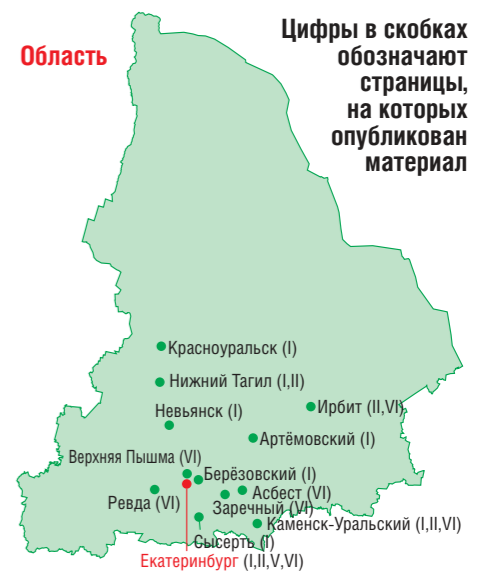 Область
Цифры в скобках
обозначают
страницы,
на которых
опубликован
материал
Красноуральск (I)
Нижний Тагил (I,II)
Невьянск (I)
Ирбит (II,VI)
Артёмовский (I)
Верхняя Пышма (VI)
Берёзовский (I)
Ревда (VI)
Асбест (VI)
Заречный (VI)
Каменск-Уральский (I,II,VI)
Сысерть (I)
Екатеринбург (I,II,V,VI)